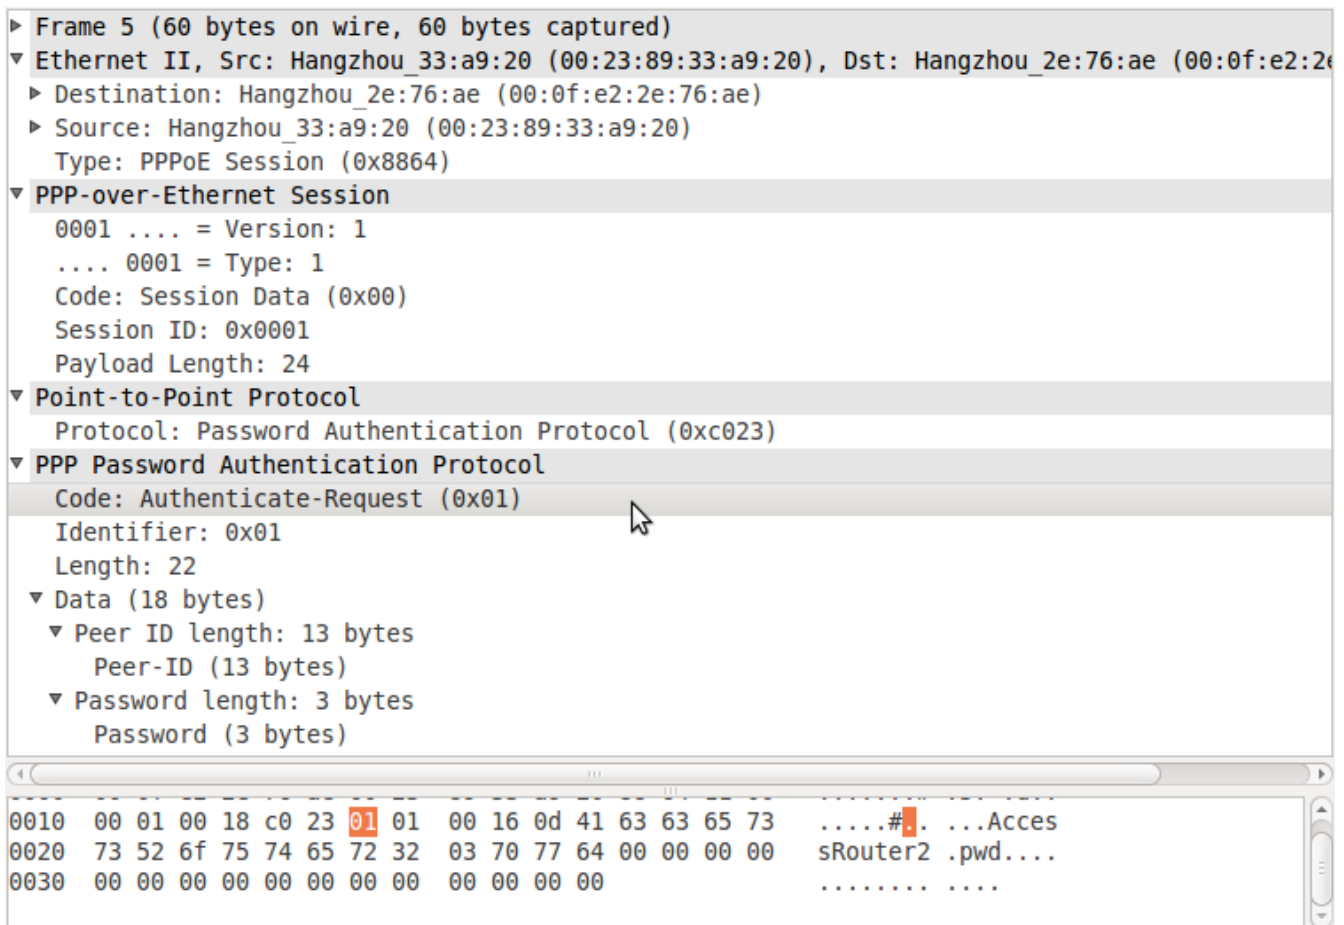 Frame 5 (60 bytes on wire, 60 bytes captured)
Ethernet II, Src: Hangzhou_33:a9:20 (00:23:89:33:a9:20), Dst: Hangzhou_2e:76:ae (00:0f:e2:2e
Destination: Hangzhou_2e:76:ae (00:0f:e2:2e:76:ae)
Source: Hangzhou_33:a9:20 (00:23:89:33:a9:20)
Type: PPPoE Session (0x8864)
PPP-over-Ethernet Session
0001 .... = Version: 1
.... 0001 = Type: 1
Code: Session Data (0x00)
Session ID: 0x0001
Payload Length: 24
Point-to-Point Protocol
Protocol: Password Authentication Protocol (0xc023)
PPP Password Authentication Protocol
Code: Authenticate-Request (0x01)
Identifier: 0x01
Length: 22
Data (18 bytes)
Peer ID length: 13 bytes
Peer-ID (13 bytes)
Password length: 3 bytes
Password (3 bytes)
0010 00 01 00 18 c0 23 01 01 00 16 0d 41 63 63 65 73 .....#.. ...Acces
0020 73 52 6f 75 74 65 72 32 03 70 77 64 00 00 00 00 sRouter2 .pwd....
0030 00 00 00 00 00 00 00 00 00 00 00 00 ........ ....